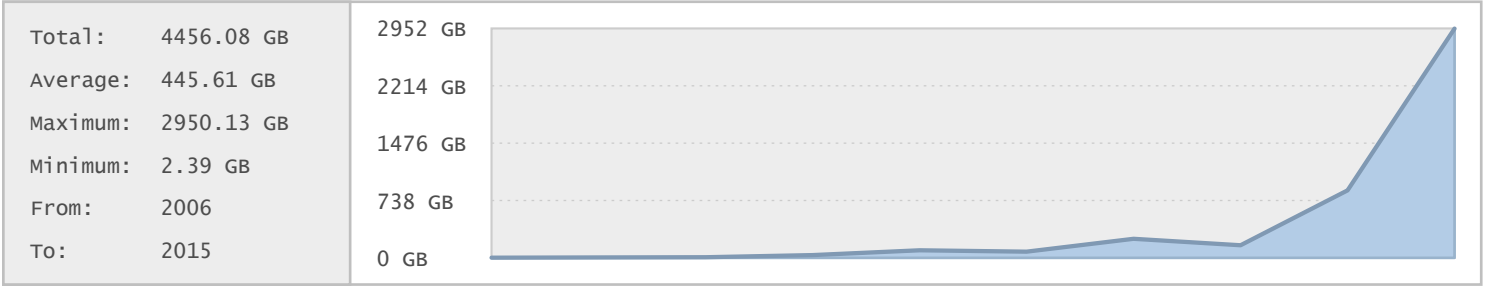 Total: 4456.08 GB
Average: 445.61 GB
Maximum: 2950.13 GB
Minimum: 2.39 GB
From: 2006
To: 2015
2952 GB
2214 GB
1476 GB
738 GB
0 GB